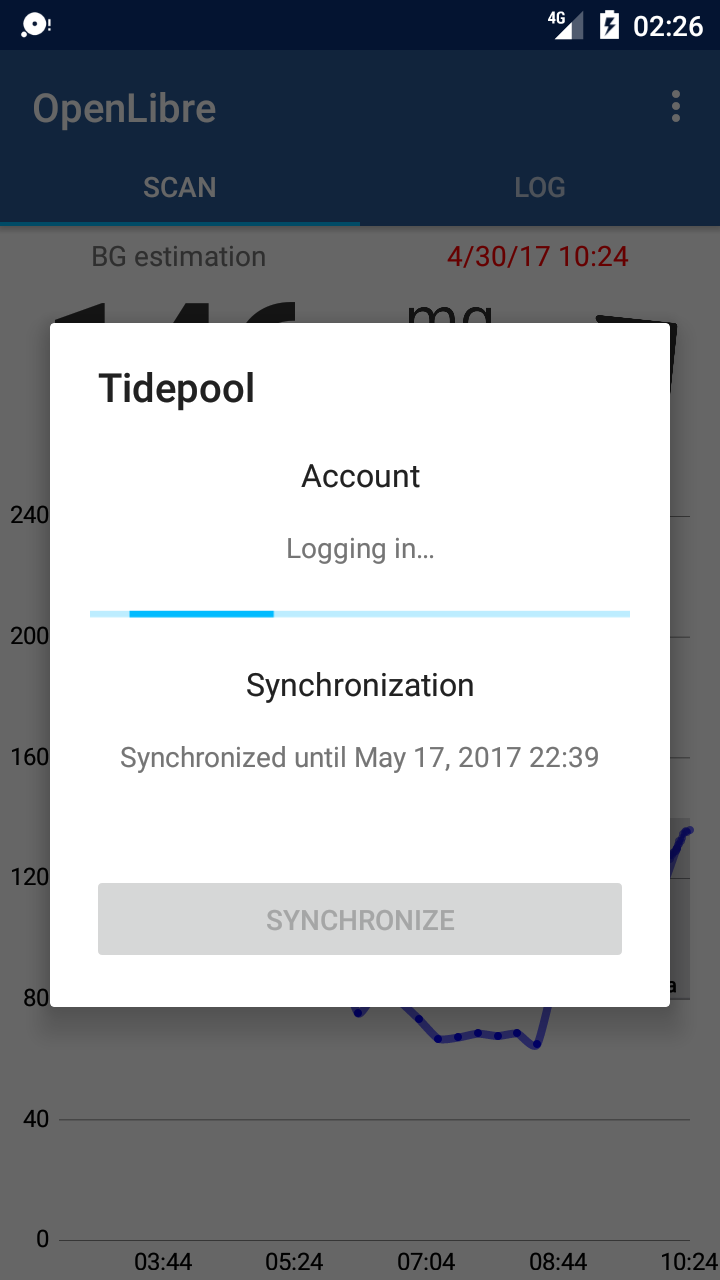 4G 02:26
OpenLibre
SCAN LOG
BG estimation 4/30/17 10:24
mg
Tidepool
Account
Logging in…
Synchronization
Synchronized until May 17, 2017 22:39
SYNCHRONIZE
240
200
160
120
80
40
0
03:44 05:24 07:04 08:44 10:24